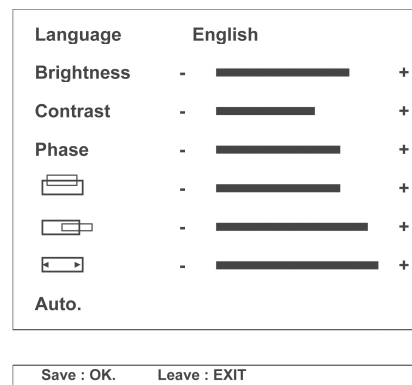 Language English
Brightness - +
Contrast - +
Phase - +
- +
- +
- +
Auto.
Save : OK. Leave : EXIT